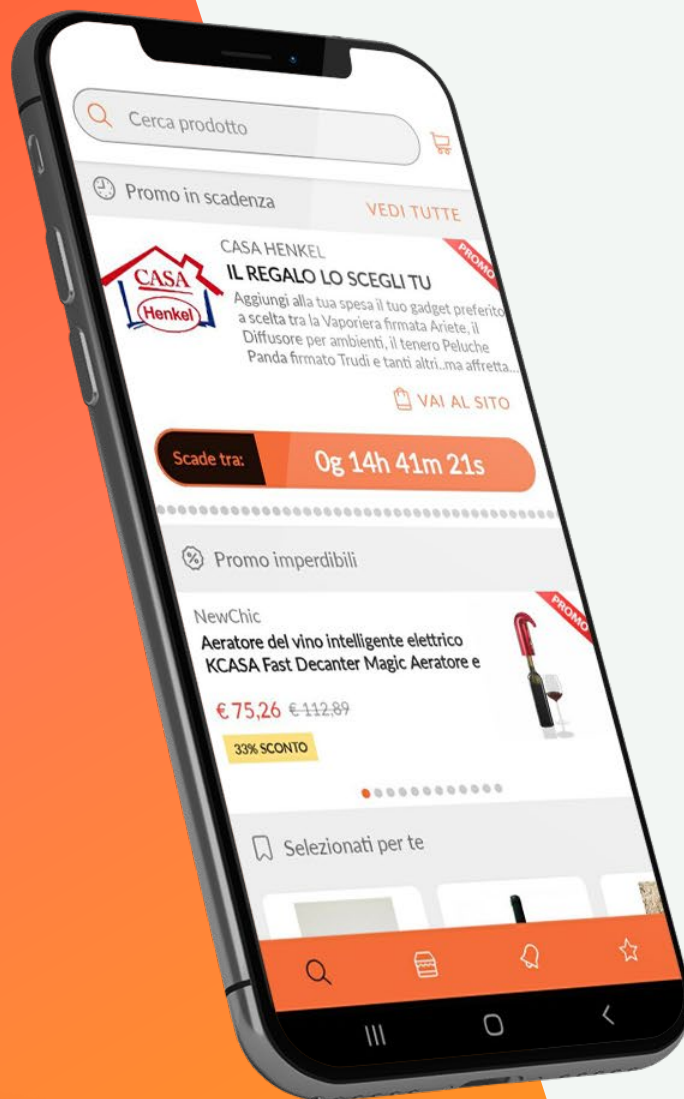 Cerca prodotto
Promo in scadenza
VEDI TUTTE
CASA HENKEL
PROMO
IL REGALO LO SCEGLI TU
CASA
Henkel
Aggiungi alla tua spesa il tuo gadget preferito
a scelta tra la Vaporiera firmata Ariete, il
Diffusore per ambienti, il tenero Peluche
Panda firmato Trudi e tanti altri..ma affretta...
VAI AL SITO
Scade tra:
0g 14h 41m 21s
Promo imperdibili
NewChic
PROMO
Aeratore del vino intelligente elettrico
KCASA Fast Decanter Magic Aeratore e
€ 75,26 € 112,89
33% SCONTO
Selezionati per te